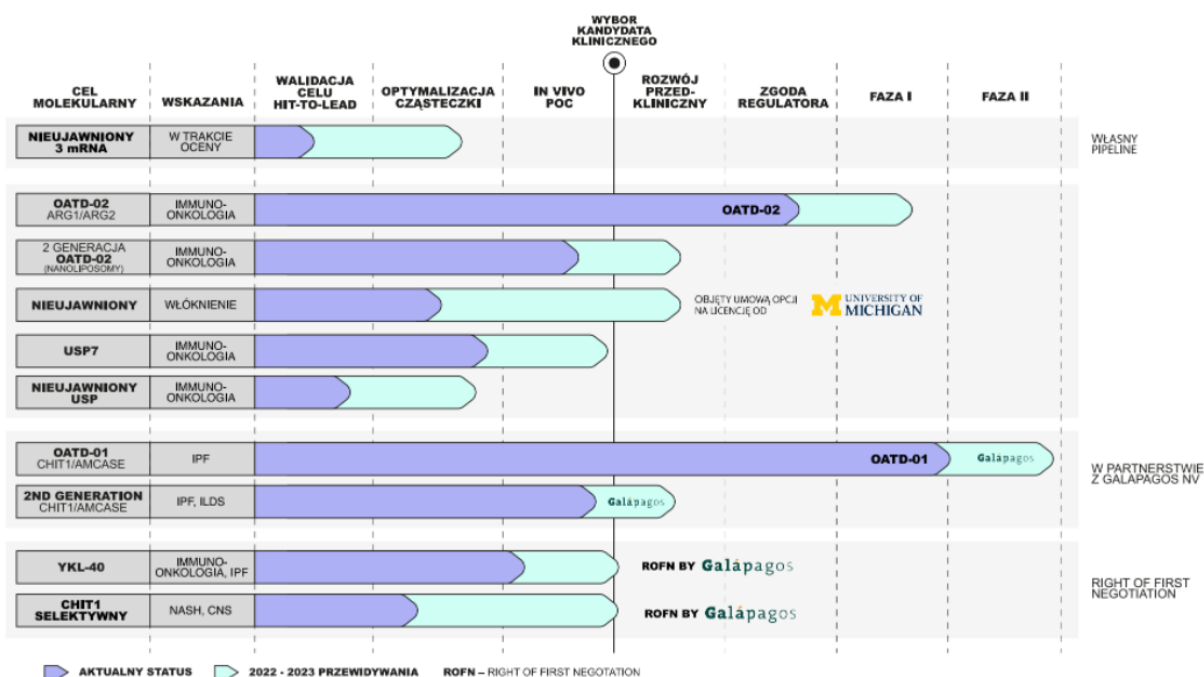 WYBOR
KANDYDATA
KLINICZNEGO
CEL
MOLEKULARNY
WSKAZANIA
WALIDACJA
CELU
HIT-TO-LEAD
OPTYMALIZACJA
CZĄSTECZKI
IN VIVO
POC
ROZWÓJ
PRZED-
KLINICZNY
ZGODA
REGULATORA
FAZA I
FAZA II
NIEUJAWNIONY
3 mRNA
W TRAKCIE
OCENY
WŁASNY
PIPELINE
OATD-02
ARG1/ARG2
IMMUNO-
ONKOLOGIA
OATD-02
2 GENERACJA
OATD-02
(NANOLIPOSOMY)
IMMUNO-
ONKOLOGIA
NIEUJAWNIONY
WŁÓKNIENIE
OBJĘTY UMOWĄ OPCJI
NA LICENCJĘ OD
M UNIVERSITY OF
MICHIGAN
USP7
IMMUNO-
ONKOLOGIA
NIEUJAWNIONY
USP
IMMUNO-
ONKOLOGIA
OATD-01
CHIT1/AMCASE
IPF
OATD-01
Galápagos
W PARTNERSTWIE
Z GALAPAGOS NV
2ND GENERATION
CHIT1/AMCASE
IPF, ILDS
Galápagos
YKL-40
IMMUNO-
ONKOLOGIA, IPF
ROFN BY Galápagos
RIGHT OF FIRST
NEGOTIATION
CHIT1
SELEKTYWNY
NASH, CNS
ROFN BY Galápagos
AKTUALNY STATUS
2022 - 2023 PRZEWIDYWANIA
ROFN – RIGHT OF FIRST NEGOTATION